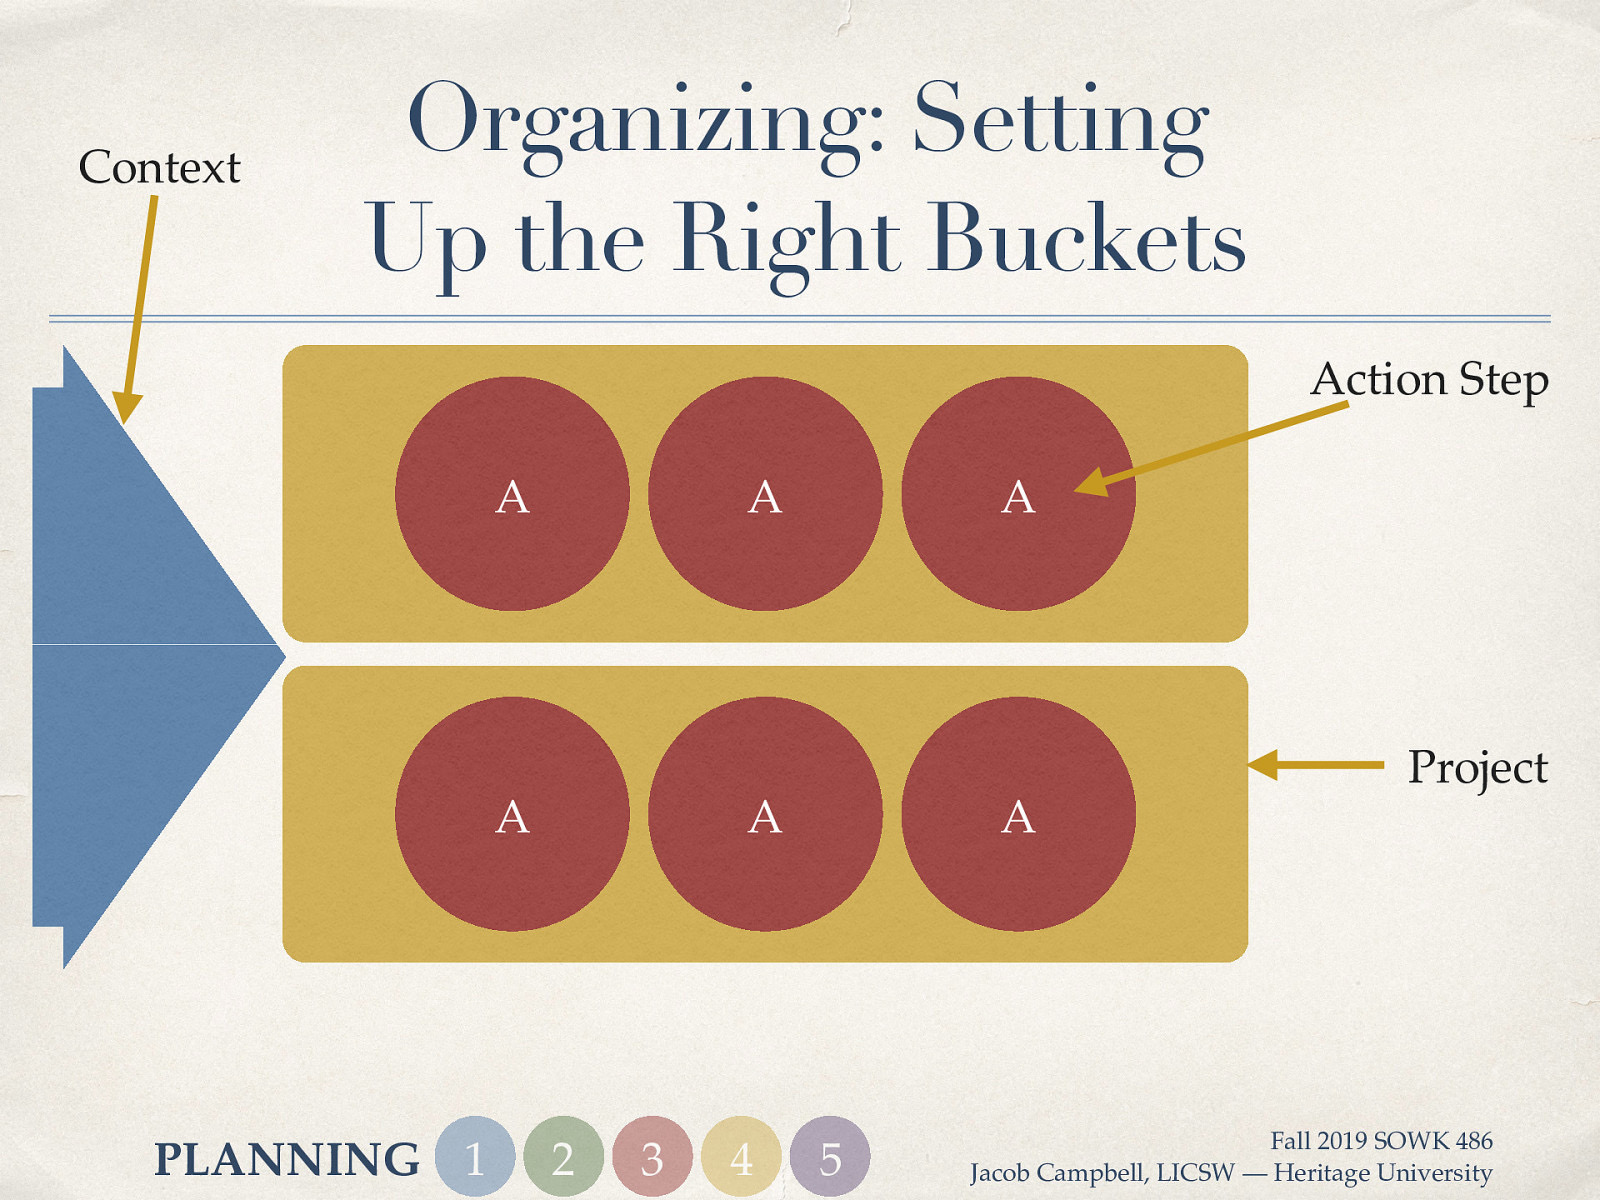 Organizing: Setting
Up the Right Buckets
Context
Action Step
A A A
Project
A A A
PLANNING 1 2 3 4 5
Fall 2019 SOWK 486
Jacob Campbell, LICSW — Heritage University